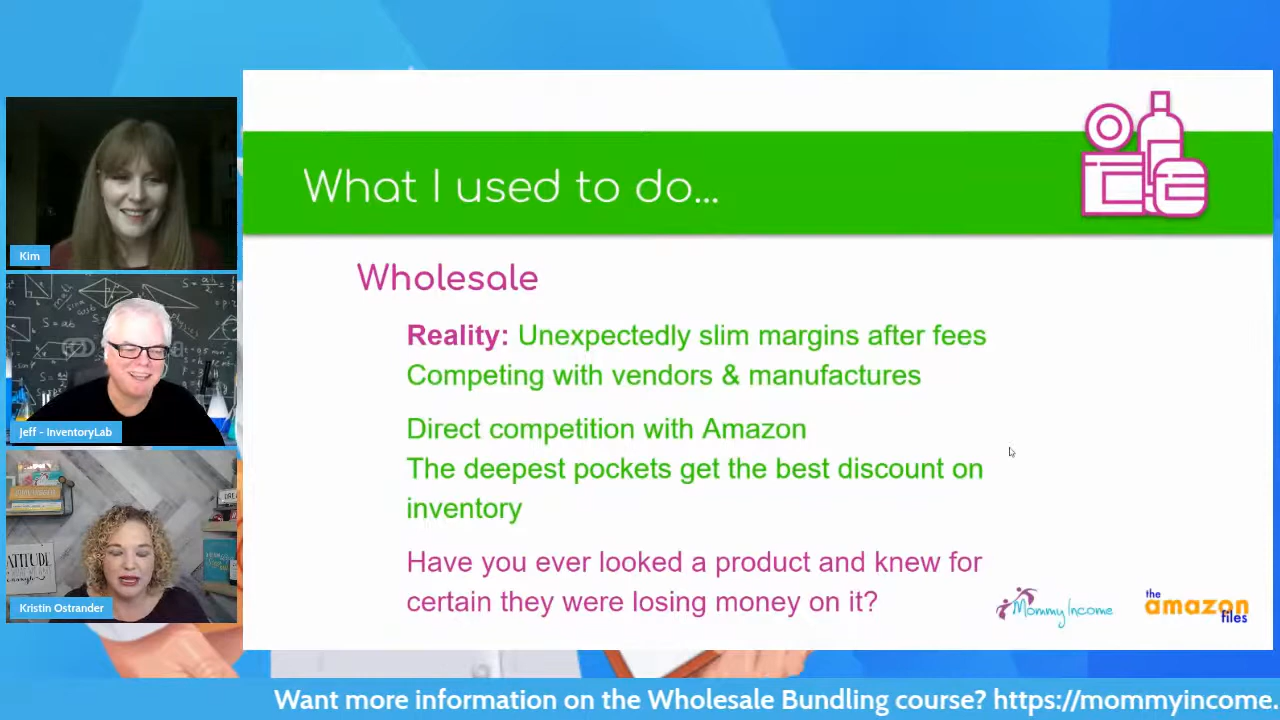 What I used to do...
Wholesale
Reality: Unexpectedly slim margins after fees
Competing with vendors & manufactures
Direct competition with Amazon
The deepest pockets get the best discount on
inventory
Have you ever looked a product and knew for
certain they were losing money on it?
Mommy Income
the
amazon
files
Kim
Jeff - InventoryLab
Kristin Ostrander
Want more information on the Wholesale Bundling course? https://mommyincome.